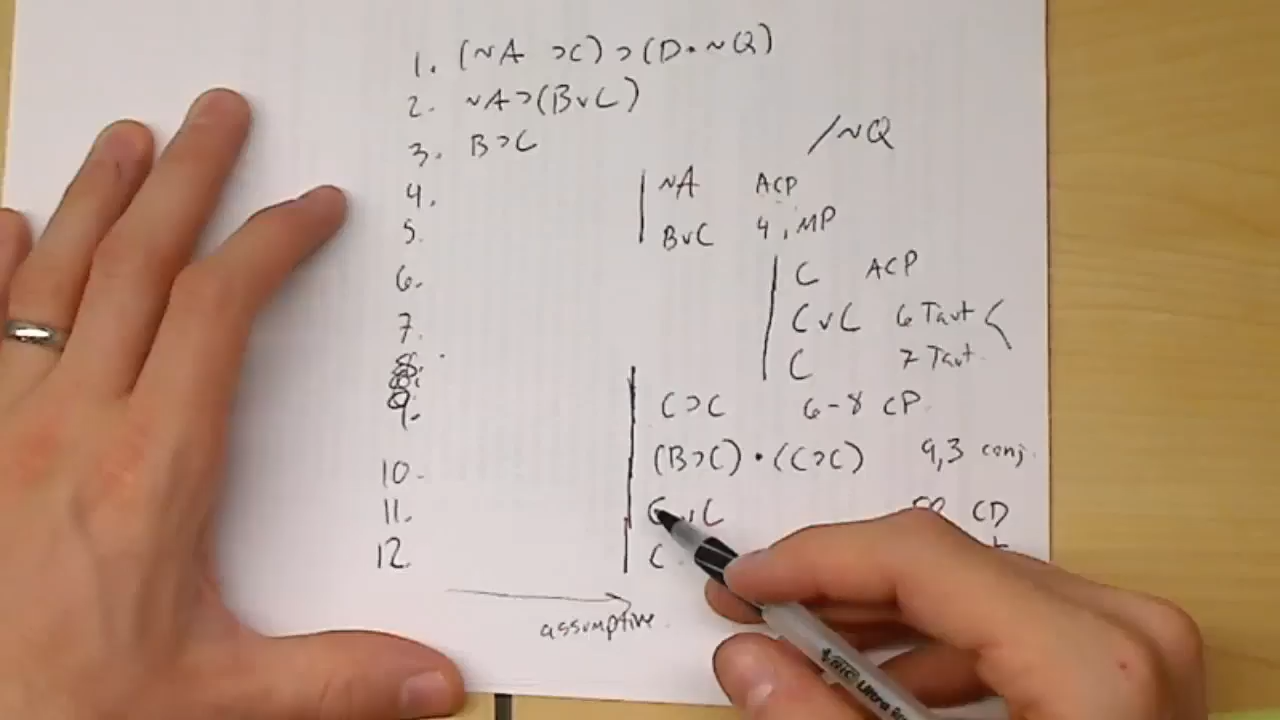 1. (~A ⊃C) ⊃ (D • ~Q)
2. ~A ⊃ (B v C)
3. B ⊃ C /~Q
4. ~A ACP
5. B v C 4, MP
6. C ACP
7. C v C 6 Taut
8. C 7 Taut.
9. C ⊃ C 6-8 CP
10. (B ⊃ C) • (C ⊃ C) 9,3 conj.
11. C v C CD
12. C
assumptive